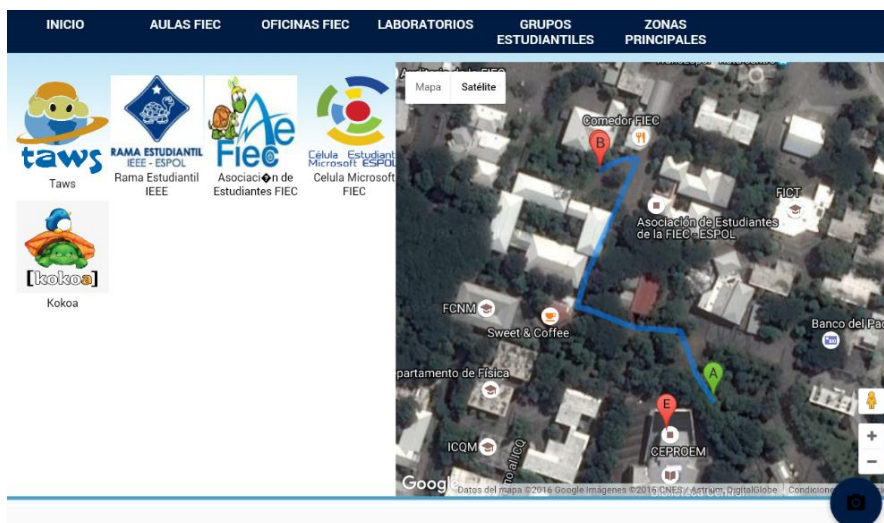 INICIO
AULAS FIEC
OFICINAS FIEC
LABORATORIOS
GRUPOS
ESTUDIANTILES
ZONAS
PRINCIPALES
taws
Taws
RAMA ESTUDIANTIL
IEEE - ESPOL
Rama Estudiantil
IEEE
Ae
Fiec
Asociaci�n de
Estudiantes FIEC
Célula Estudiant
Microsoft ESPOL
Celula Microsoft
FIEC
[kokoa]
Kokoa
Mapa
Satélite
Comedor FIEC
B
FICT
Asociación de Estudiantes
de la FIEC - ESPOL
FCNM
Sweet & Coffee
Banco del Pac
partamento de Física
A
E
CEPROEM
ICQM
Google
Datos del mapa ©2016 Google imágenes ©2016 CNES / Astrium, DigitalGlobe
Condicione